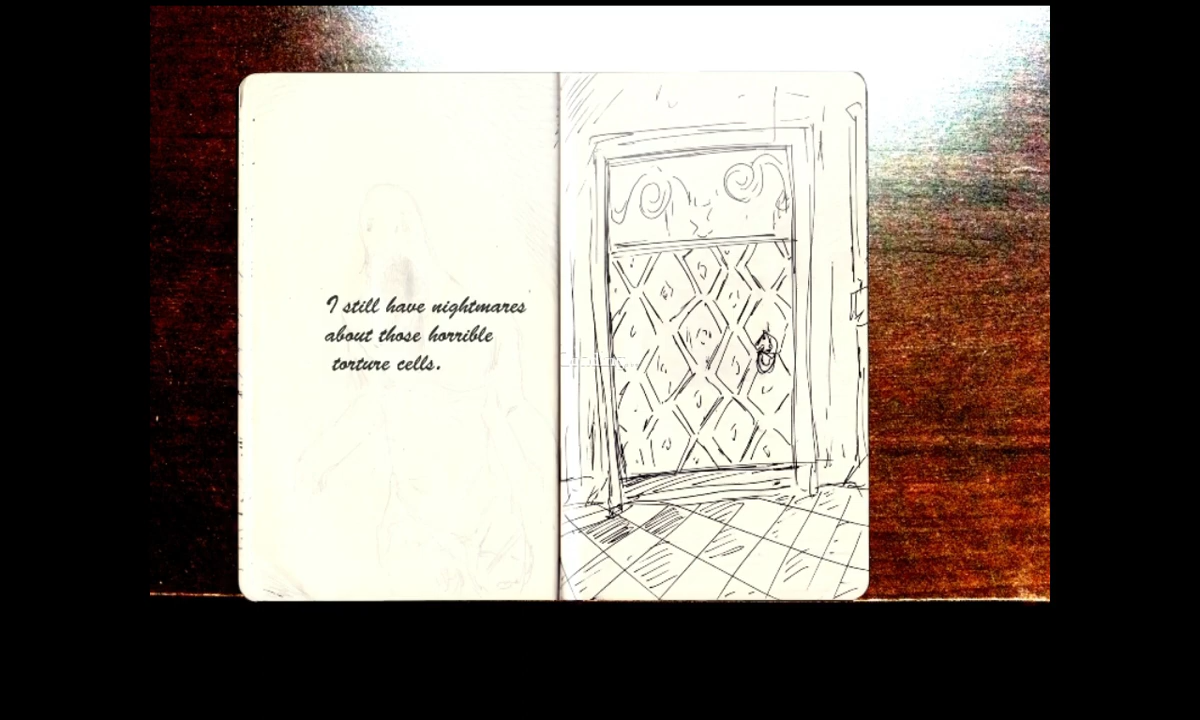 I still have nightmares
about those horrible
torture cells.